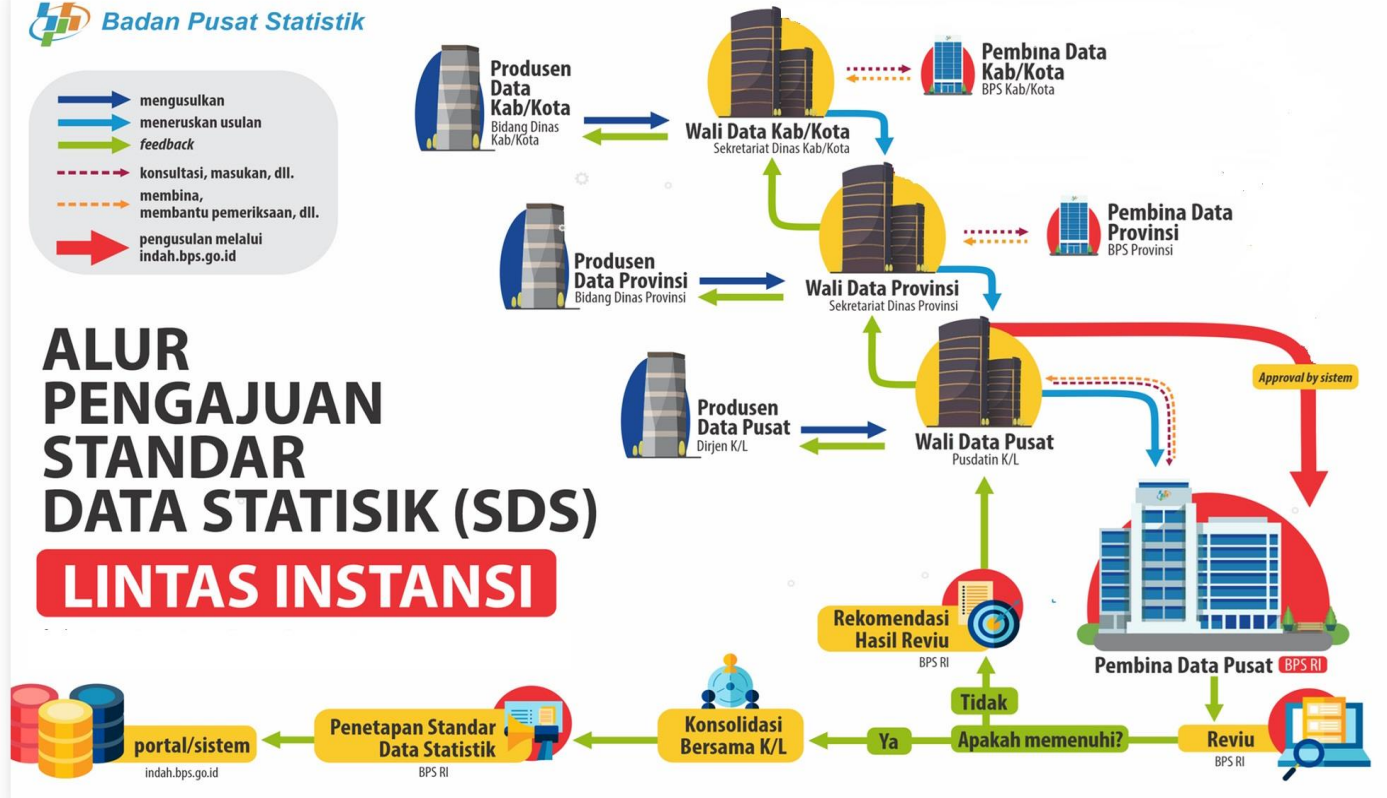 Badan Pusat Statistik
mengusulkan
meneruskan usulan
feedback
konsultasi, masukan, dll.
membina,
membantu pemeriksaan, dll.
pengusulan melalui
indah.bps.go.id
ALUR
PENGAJUAN
STANDAR
DATA STATISIK (SDS)
LINTAS INSTANSI
Produsen
Data
Kab/Kota
Bidang Dinas
Kab/Kota
Wali Data Kab/Kota
Sekretariat Dinas Kab/Kota
Pembina Data
Kab/Kota
BPS Kab/Kota
Produsen
Data Provinsi
Bidang Dinas Provinsi
Wali Data Provinsi
Sekretariat Dinas Provinsi
Pembina Data
Provinsi
BPS Provinsi
Produsen
Data Pusat
Dirjen K/L
Wali Data Pusat
Pusdatin K/L
Approval by sistem
Pembina Data Pusat BPS RI
Reviu
BPS RI
Apakah memenuhi?
Tidak
Rekomendasi
Hasil Reviu
BPS RI
Ya
Konsolidasi
Bersama K/L
Penetapan Standar
Data Statistik
BPS RI
portal/sistem
indah.bps.go.id